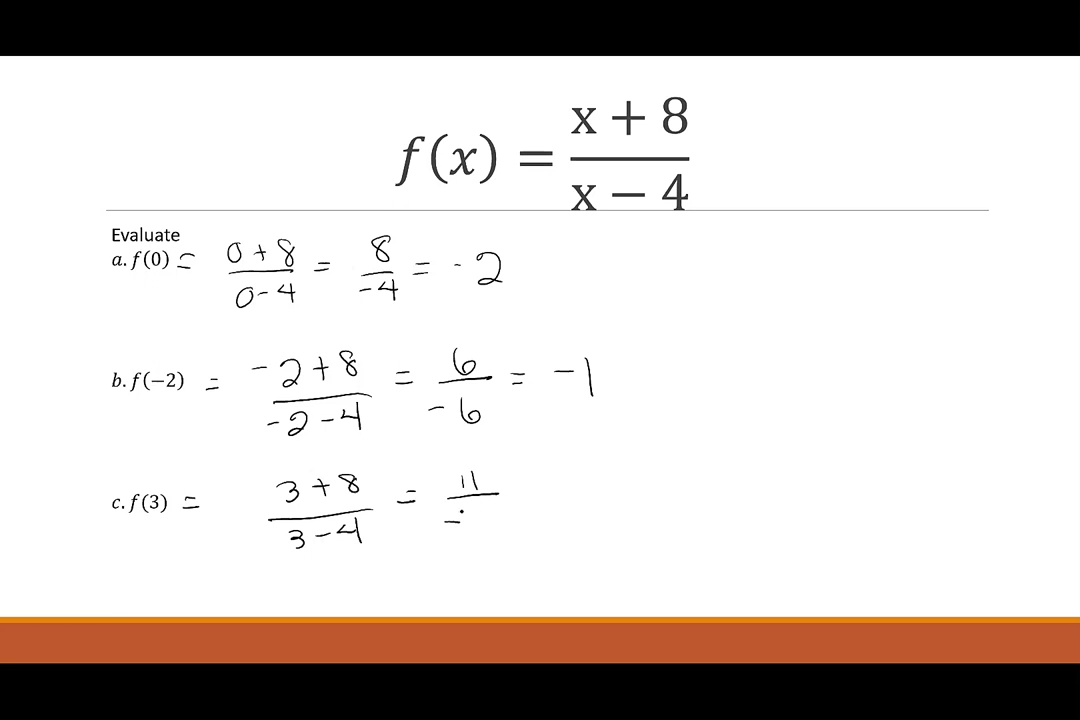 f(x) = x + 8 / x − 4
Evaluate
a. f(0) = 0 + 8 / 0 - 4 = 8 / -4 = -2
b. f(−2) = -2 + 8 / -2 - 4 = 6 / -6 = -1
c. f(3) = 3 + 8 / 3 - 4 = 11 / -